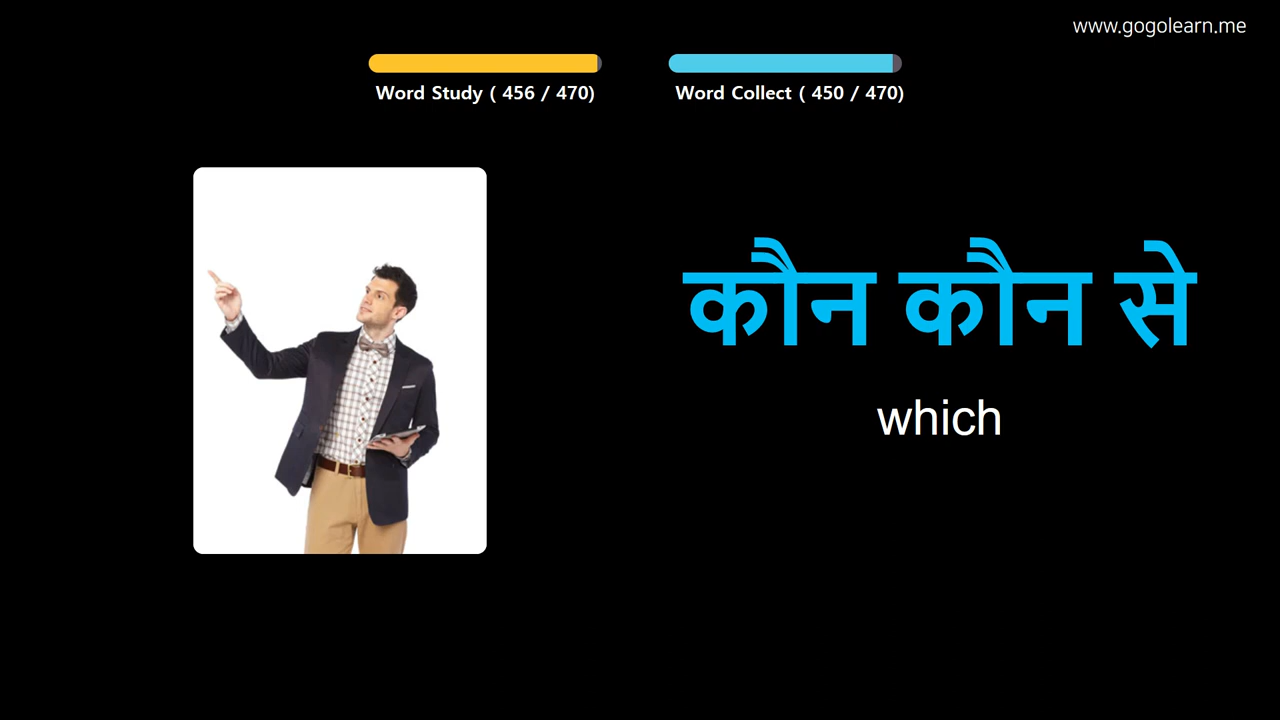 www.gogolearn.me
Word Study ( 456 / 470)
Word Collect ( 450 / 470)
कौन कौन से
which